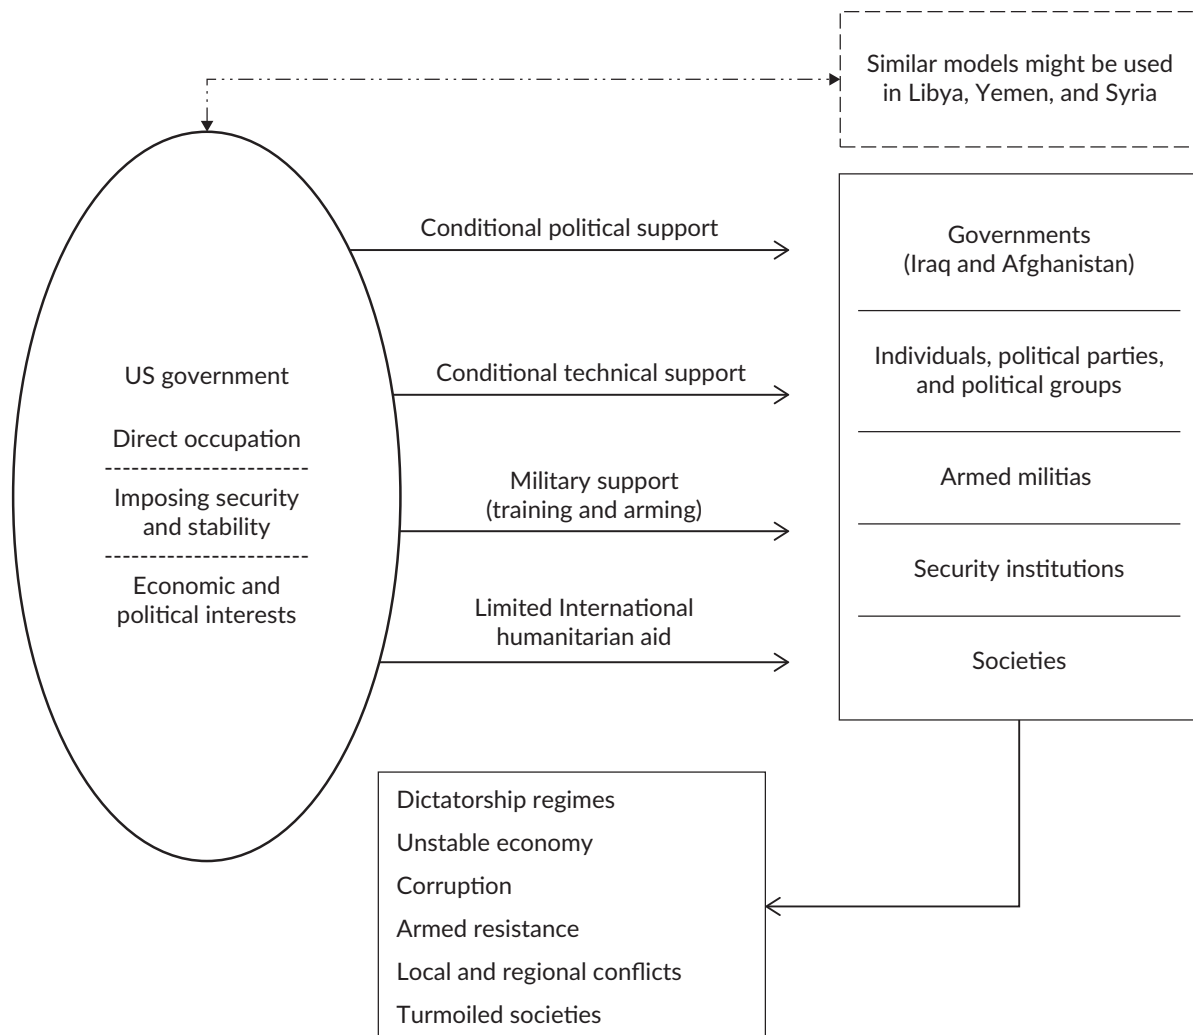 Similar models might be used
in Libya, Yemen, and Syria
US government
Direct occupation
Imposing security
and stability
Economic and
political interests
Conditional political support
Conditional technical support
Military support
(training and arming)
Limited International
humanitarian aid
Governments
(Iraq and Afghanistan)
Individuals, political parties,
and political groups
Armed militias
Security institutions
Societies
Dictatorship regimes
Unstable economy
Corruption
Armed resistance
Local and regional conflicts
Turmoiled societies